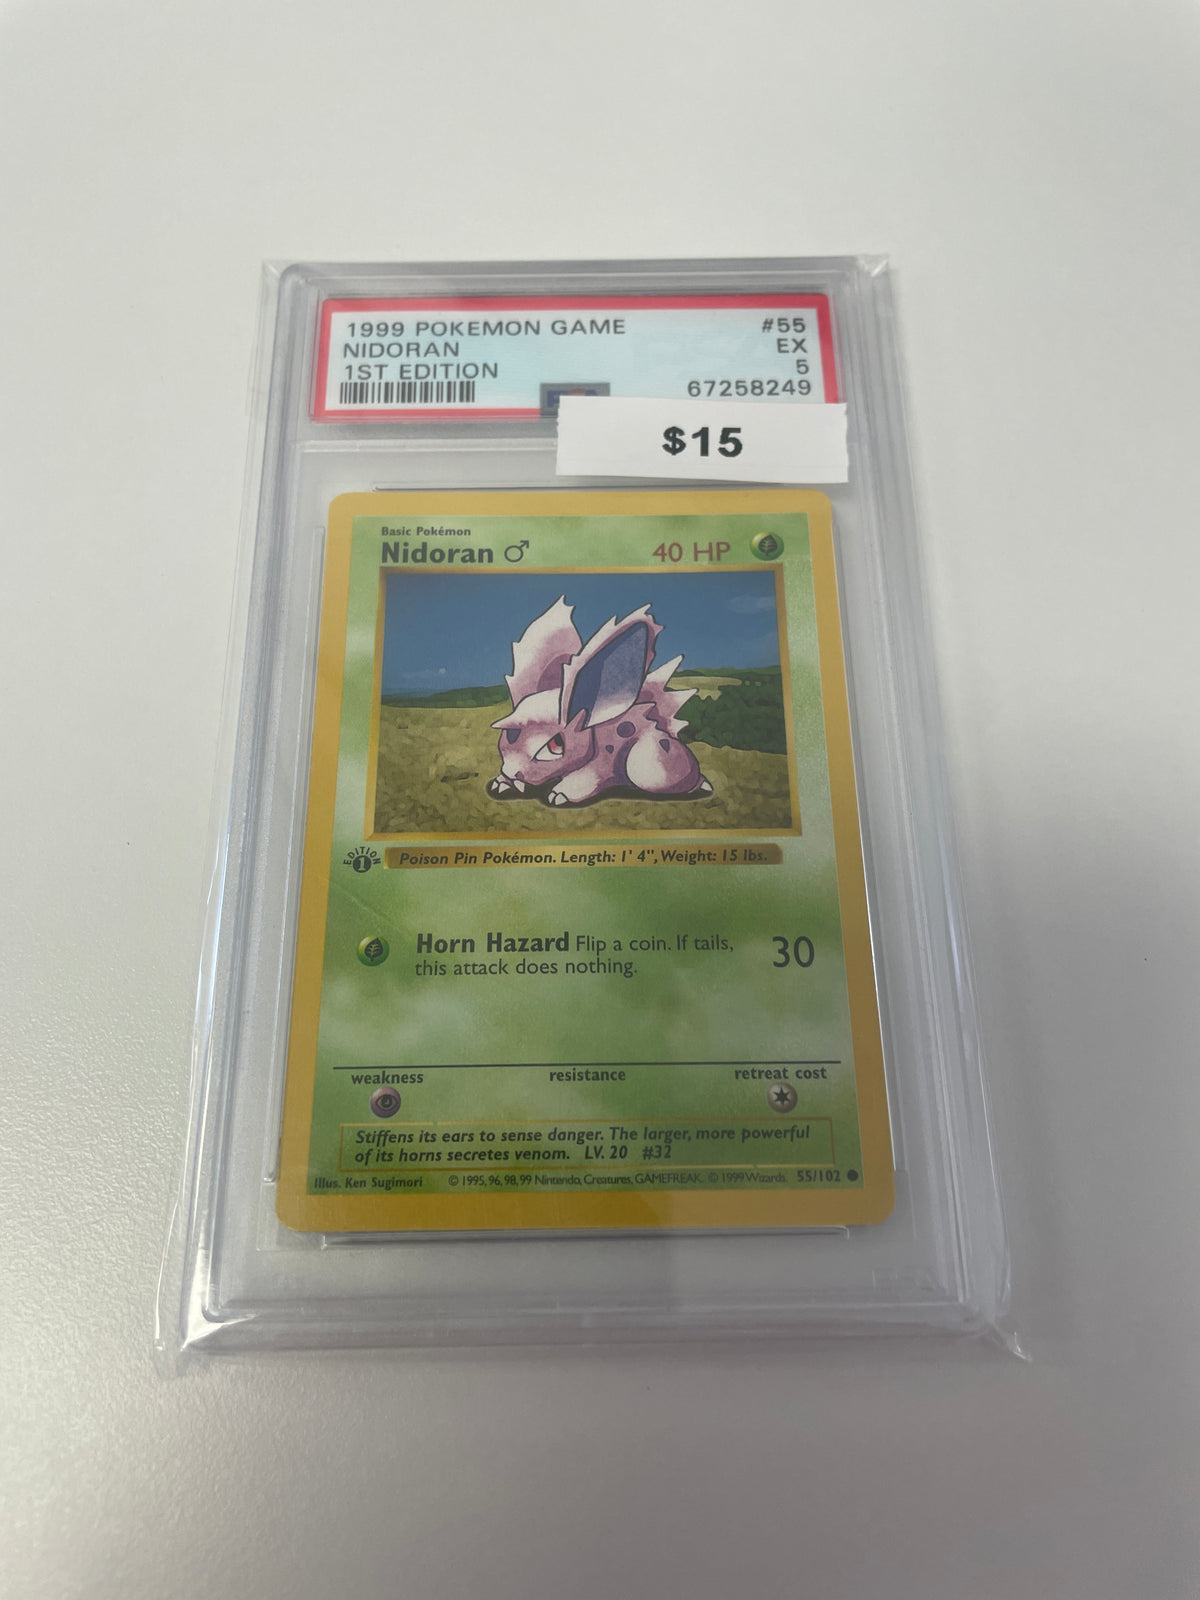 1999 POKEMON GAME #55
NIDORAN EX
1ST EDITION 5
67258249
$15
Basic Pokémon
Nidoran ♂ 40 HP
EDITION
1
Poison Pin Pokémon. Length: 1' 4", Weight: 15 lbs.
Horn Hazard Flip a coin. If tails, 30
this attack does nothing.
weakness resistance retreat cost
Stiffens its ears to sense danger. The larger, more powerful
of its horns secretes venom. LV. 20 #32
Illus. Ken Sugimori © 1995, 96, 98, 99 Nintendo, Creatures, GAMEFREAK. © 1999 Wizards. 55/102 ●